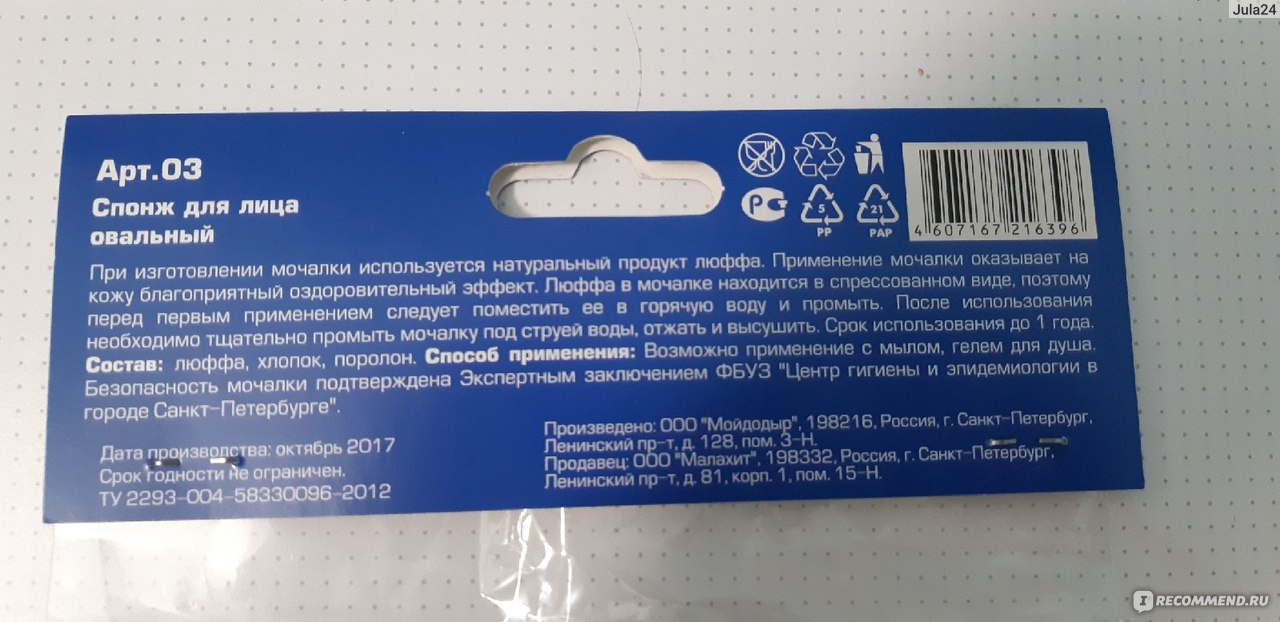 Jula24
Арт.03
Спонж для лица
овальный
5
PP
21
PAP
4 607167 216396
При изготовлении мочалки используется натуральный продукт люффа. Применение мочалки оказывает на
кожу благоприятный оздоровительный эффект. Люффа в мочалке находится в спрессованном виде, поэтому
перед первым применением следует поместить ее в горячую воду и промыть. После использования
необходимо тщательно промыть мочалку под струей воды, отжать и высушить. Срок использования до 1 года.
Состав: люффа, хлопок, поролон. Способ применения: Возможно применение с мылом, гелем для душа.
Безопасность мочалки подтверждена Экспертным заключением ФБУЗ "Центр гигиены и эпидемиологии в
городе Санкт-Петербурге".
Дата производства: октябрь 2017
Срок годности не ограничен.
ТУ 2293-004-58330096-2012
Произведено: ООО "Мойдодыр", 198216, Россия, г. Санкт-Петербург,
Ленинский пр-т, д. 128, пом. 3-Н.
Продавец: ООО "Малахит", 198332, Россия, г. Санкт-Петербург,
Ленинский пр-т, д. 81, корп. 1, пом. 15-Н.
IRECOMMEND.RU